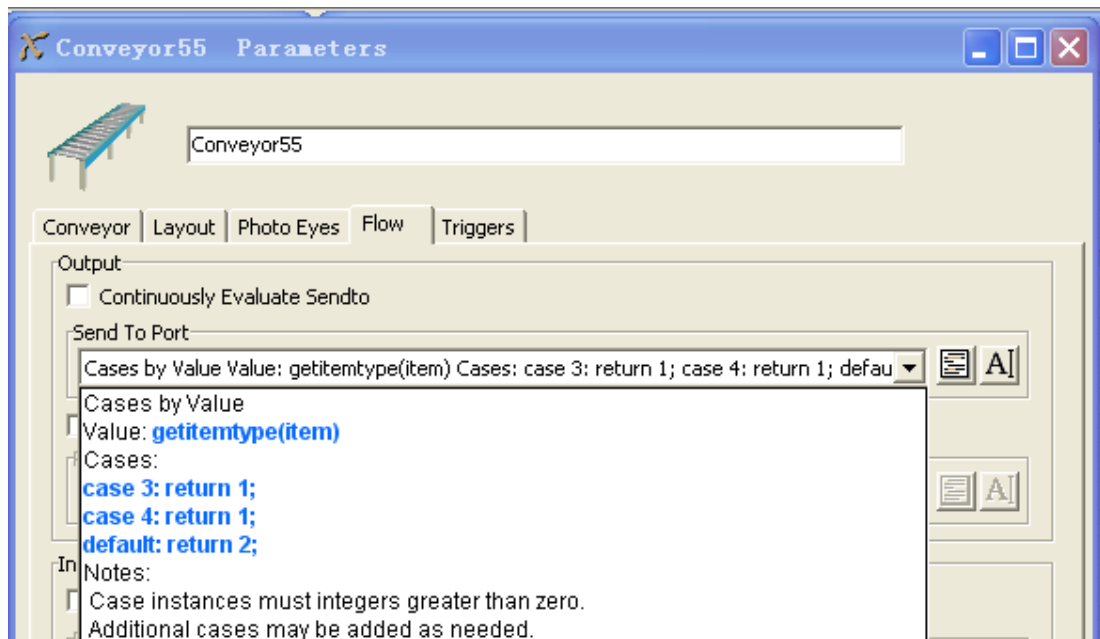 Conveyor55 Parameters
Conveyor55
Conveyor Layout Photo Eyes Flow Triggers
Output
Continuously Evaluate Sendto
Send To Port
Cases by Value Value: getitemtype(item) Cases: case 3: return 1; case 4: return 1; defau
Cases by Value
Value: getitemtype(item)
Cases:
case 3: return 1;
case 4: return 1;
default: return 2;
Notes:
Case instances must integers greater than zero.
Additional cases may be added as needed.
In